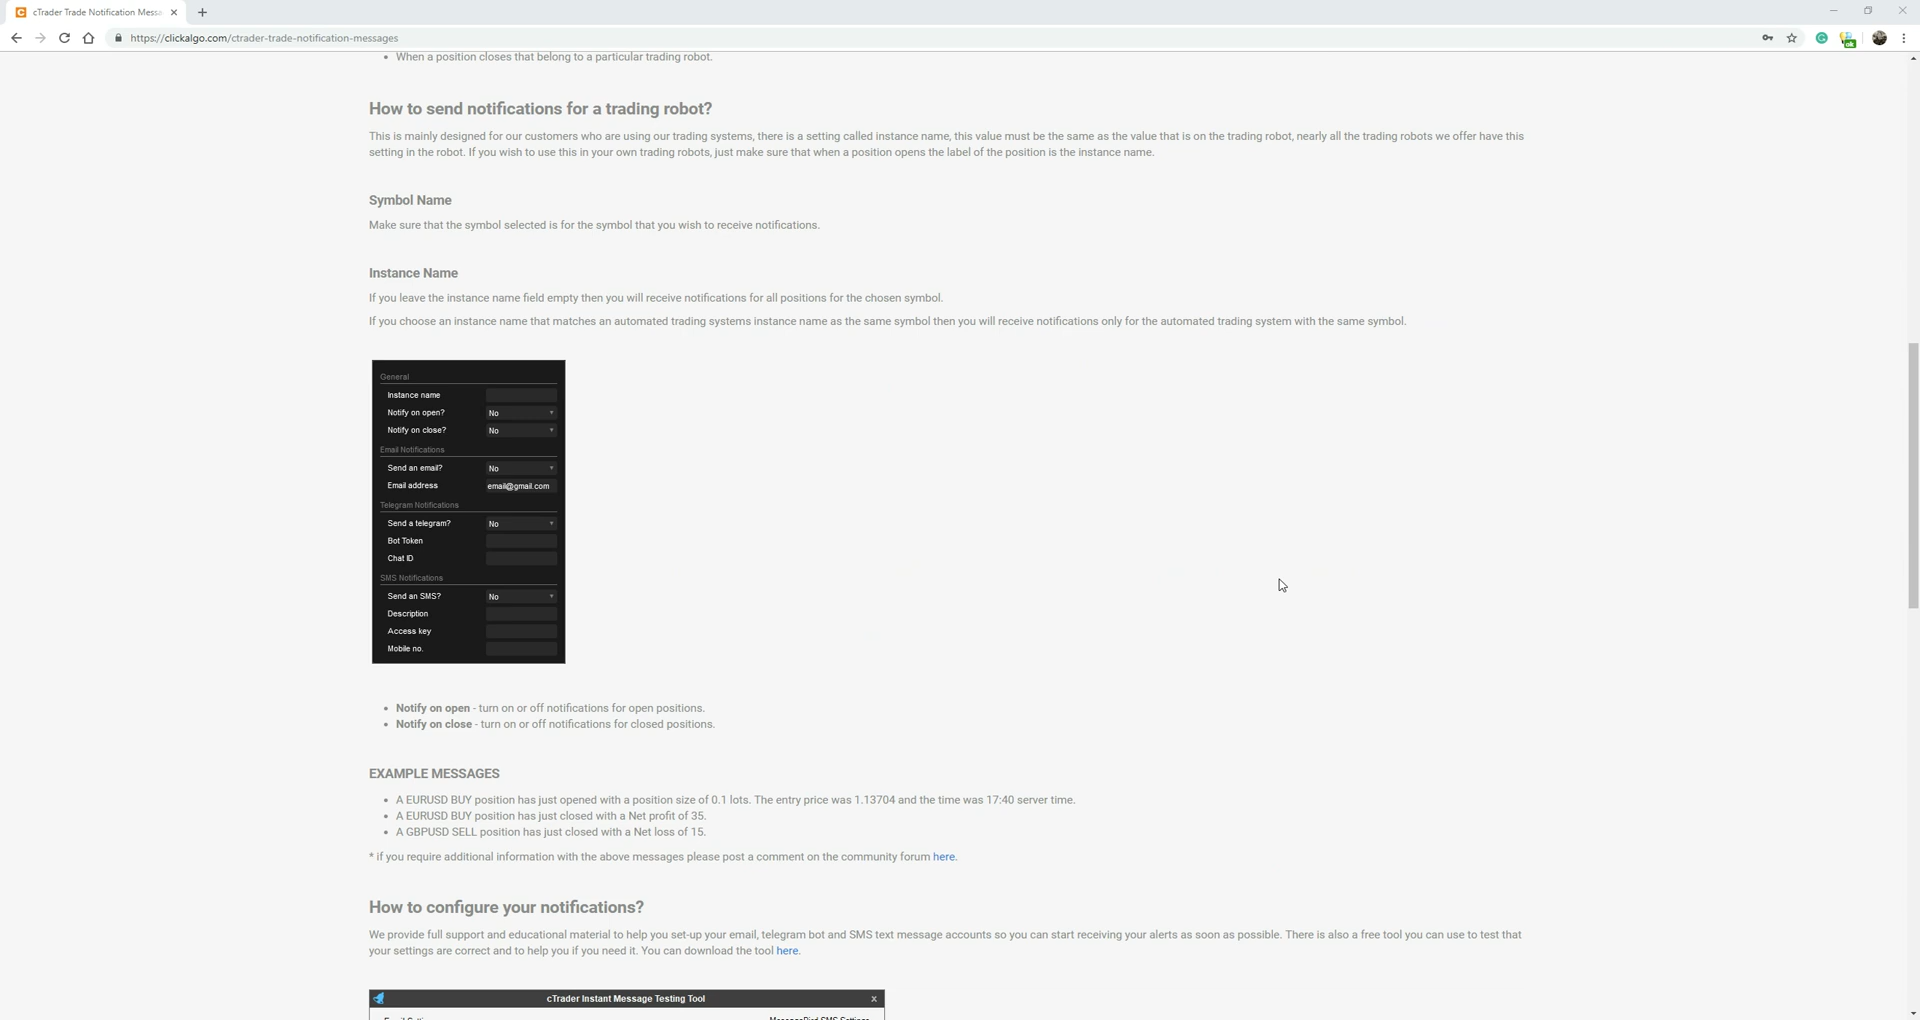 cTrader Trade Notification Messa
https://clickalgo.com/ctrader-trade-notification-messages
ok
When a position closes that belong to a particular trading robot.
How to send notifications for a trading robot?
This is mainly designed for our customers who are using our trading systems, there is a setting called instance name, this value must be the same as the value that is on the trading robot, nearly all the trading robots we offer have this
setting in the robot. If you wish to use this in your own trading robots, just make sure that when a position opens the label of the position is the instance name.
Symbol Name
Make sure that the symbol selected is for the symbol that you wish to receive notifications.
Instance Name
If you leave the instance name field empty then you will receive notifications for all positions for the chosen symbol.
If you choose an instance name that matches an automated trading systems instance name as the same symbol then you will receive notifications only for the automated trading system with the same symbol.
General
Instance name
Notify on open? No
Notify on close? No
Email Notifications
Send an email? No
Email address email@gmail.com
Telegram Notifications
Send a telegram? No
Bot Token
Chat ID
SMS Notifications
Send an SMS? No
Description
Access key
Mobile no.
Notify on open - turn on or off notifications for open positions.
Notify on close - turn on or off notifications for closed positions.
EXAMPLE MESSAGES
A EURUSD BUY position has just opened with a position size of 0.1 lots. The entry price was 1.13704 and the time was 17:40 server time.
A EURUSD BUY position has just closed with a Net profit of 35.
A GBPUSD SELL position has just closed with a Net loss of 15.
* if you require additional information with the above messages please post a comment on the community forum here.
How to configure your notifications?
We provide full support and educational material to help you set-up your email, telegram bot and SMS text message accounts so you can start receiving your alerts as soon as possible. There is also a free tool you can use to test that
your settings are correct and to help you if you need it. You can download the tool here.
cTrader Instant Message Testing Tool x